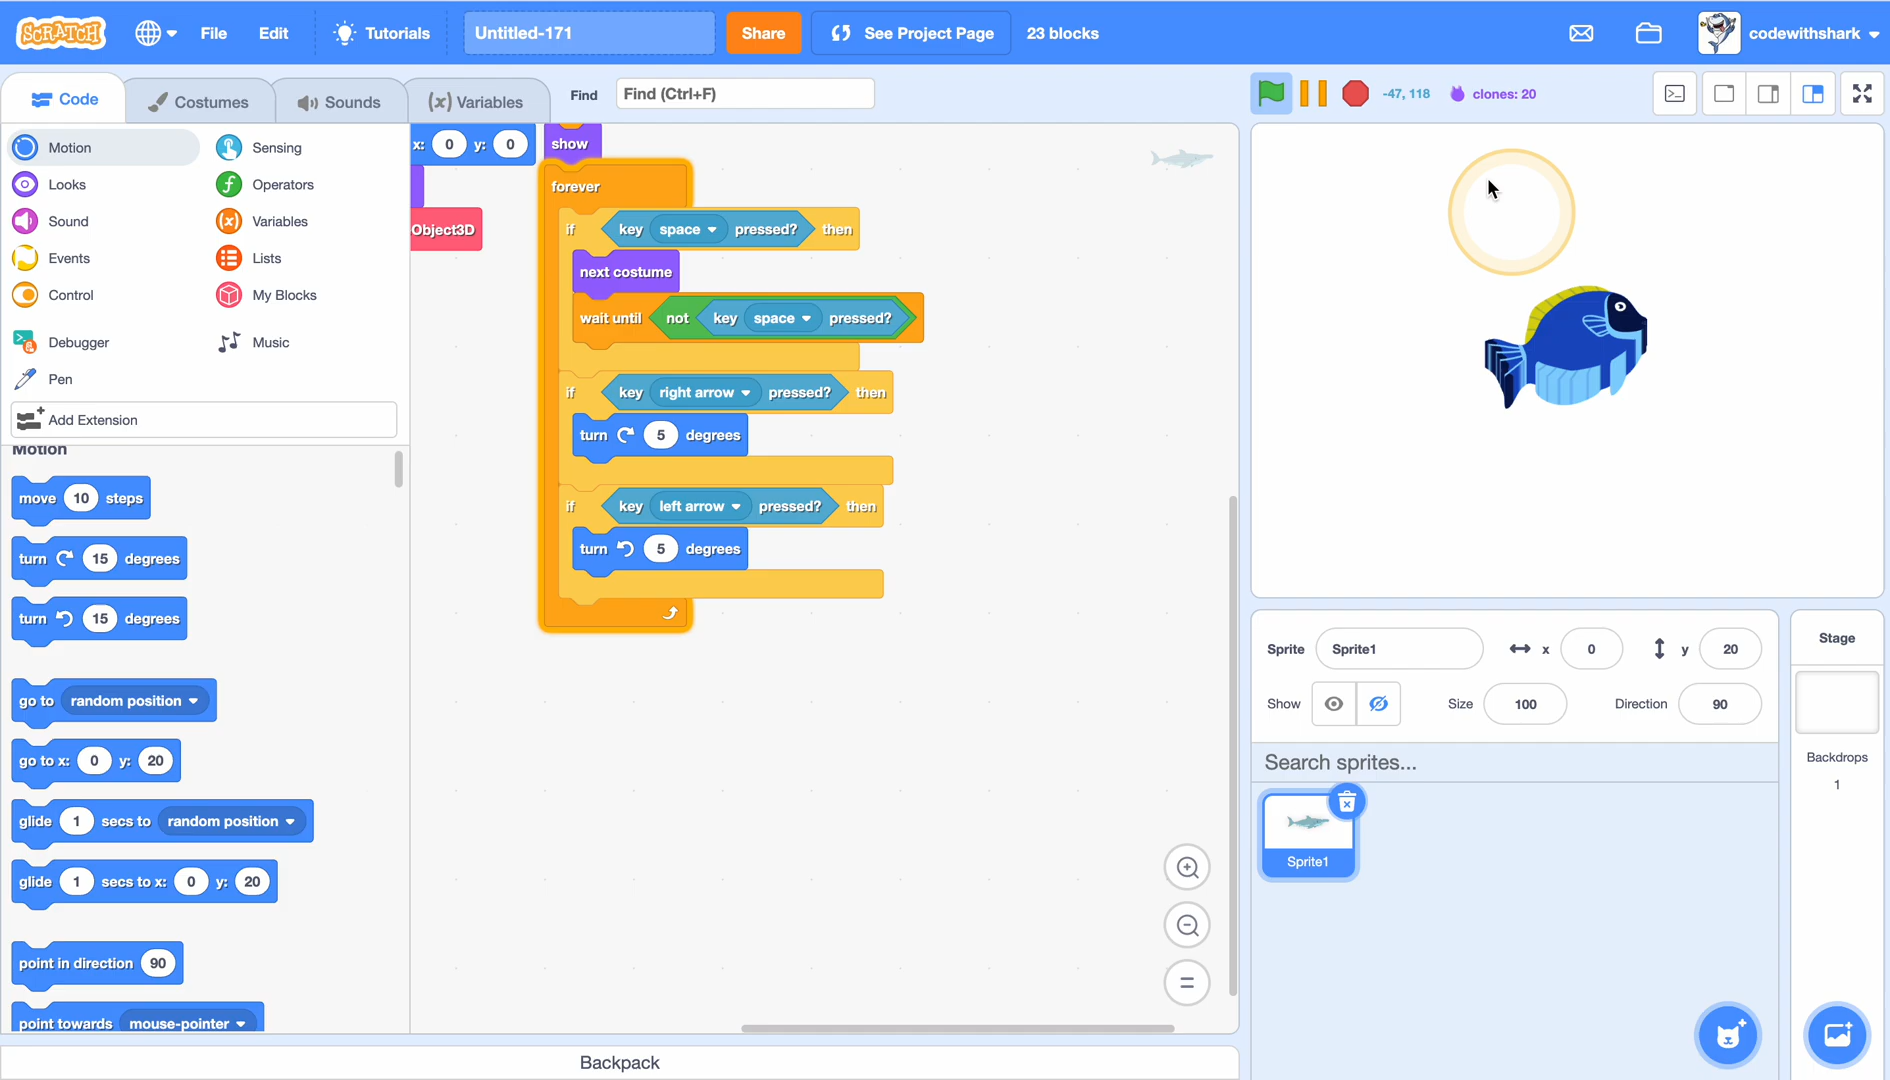 SCRATCH File Edit Tutorials Untitled-171 Share See Project Page 23 blocks codewithshark
Code Costumes Sounds (x) Variables Find Find (Ctrl+F) -47, 118 clones: 20
Motion Sensing
Looks Operators
Sound Variables
Events Lists
Control My Blocks
Debugger Music
Pen
Add Extension
Motion
move 10 steps
turn 15 degrees
turn 15 degrees
go to random position
go to x: 0 y: 20
glide 1 secs to random position
glide 1 secs to x: 0 y: 20
point in direction 90
point towards mouse-pointer
x: 0 y: 0
Object3D
show
forever
if key space pressed? then
next costume
wait until not key space pressed?
if key right arrow pressed? then
turn 5 degrees
if key left arrow pressed? then
turn 5 degrees
Backpack
Sprite Sprite1 x 0 y 20
Show Size 100 Direction 90
Search sprites...
Sprite1
Stage
Backdrops
1